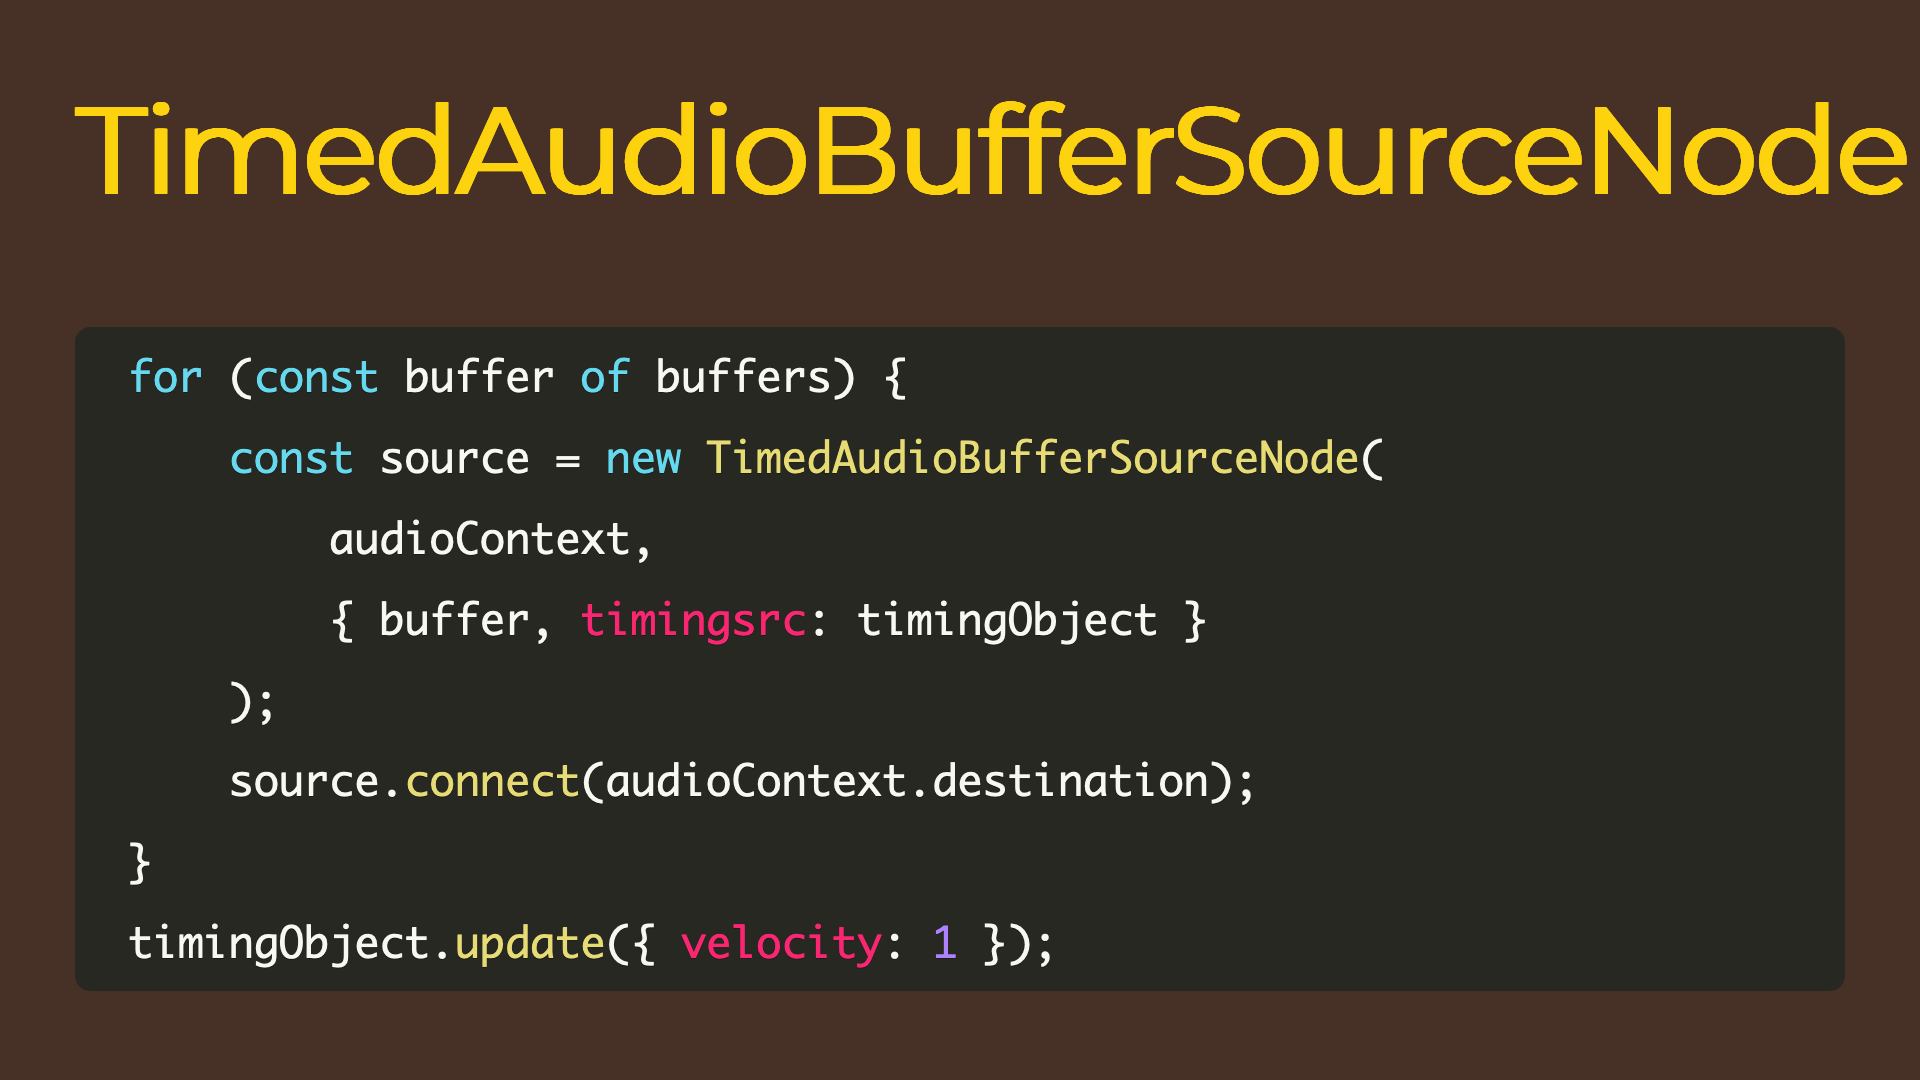 TimedAudioBufferSourceNode
for (const buffer of buffers) {
    const source = new TimedAudioBufferSourceNode(
        audioContext,
        { buffer, timingsrc: timingObject }
    );
    source.connect(audioContext.destination);
}
timingObject.update({ velocity: 1 });